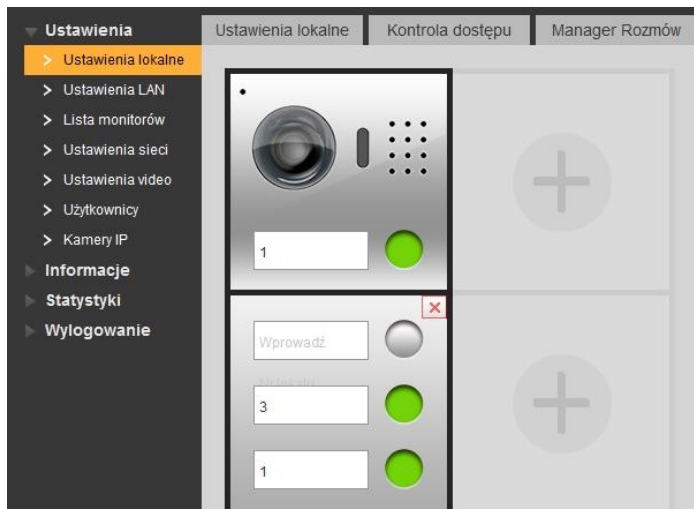 Ustawienia
Ustawienia lokalne
Ustawienia LAN
Lista monitorów
Ustawienia sieci
Ustawienia video
Użytkownicy
Kamery IP
Informacje
Statystyki
Wylogowanie
Ustawienia lokalne Kontrola dostępu Manager Rozmów
1
Wprowadź
3
1